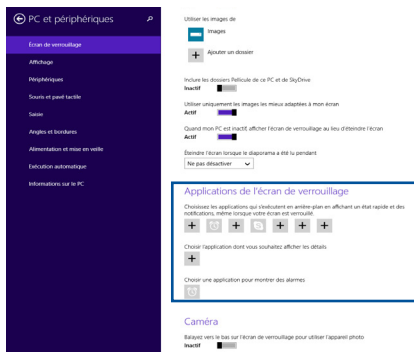 PC et périphériques
Écran de verrouillage
Affichage
Périphériques
Souris et pavé tactile
Saisie
Angles et bordures
Alimentation et mise en veille
Exécution automatique
Informations sur le PC
Utiliser les images de
Images
Ajouter un dossier
Inclure les dossiers Pellicule de ce PC et de SkyDrive
Inactif
Utiliser uniquement les images les mieux adaptées à mon écran
Actif
Quand mon PC est inactif, afficher l'écran de verrouillage au lieu d'éteindre l'écran
Actif
Éteindre l'écran lorsque le diaporama a été lu pendant
Ne pas désactiver
Applications de l'écran de verrouillage
Choisissez les applications qui s'exécutent en arrière-plan en affichant un état rapide et des
notifications, même lorsque votre écran est verrouillé.
Choisir l'application dont vous souhaitez afficher les détails
Choisir une application pour montrer des alarmes
Caméra
Balayez vers le bas sur l'écran de verrouillage pour utiliser l'appareil photo
Inactif